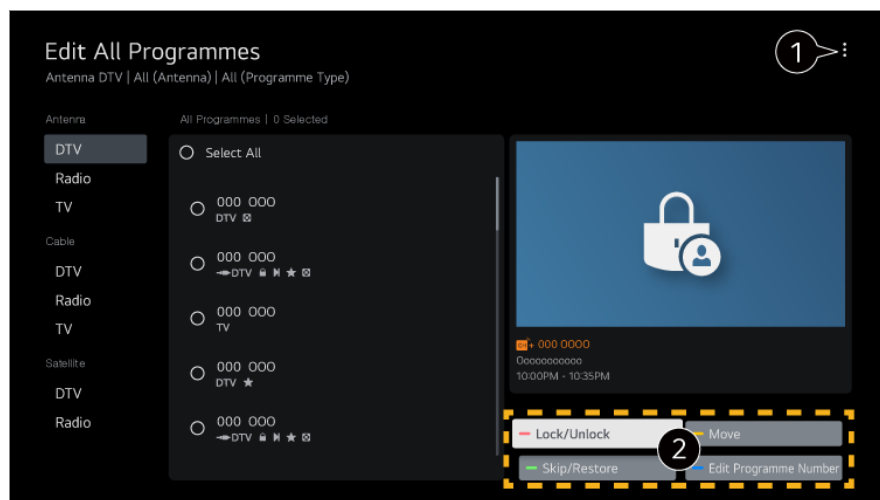 Edit All Programmes
Antenna DTV | All (Antenna) | All (Programme Type)
1
Antenna
DTV
Radio
TV
Cable
DTV
Radio
TV
Satellite
DTV
Radio
All Programmes | 0 Selected
Select All
000 000
DTV
000 000
DTV
000 000
TV
000 000
DTV
000 000
DTV
000 0000
Ooooooooooo
10:00PM - 10:35PM
Lock/Unlock
Move
2
Skip/Restore
Edit Programme Number